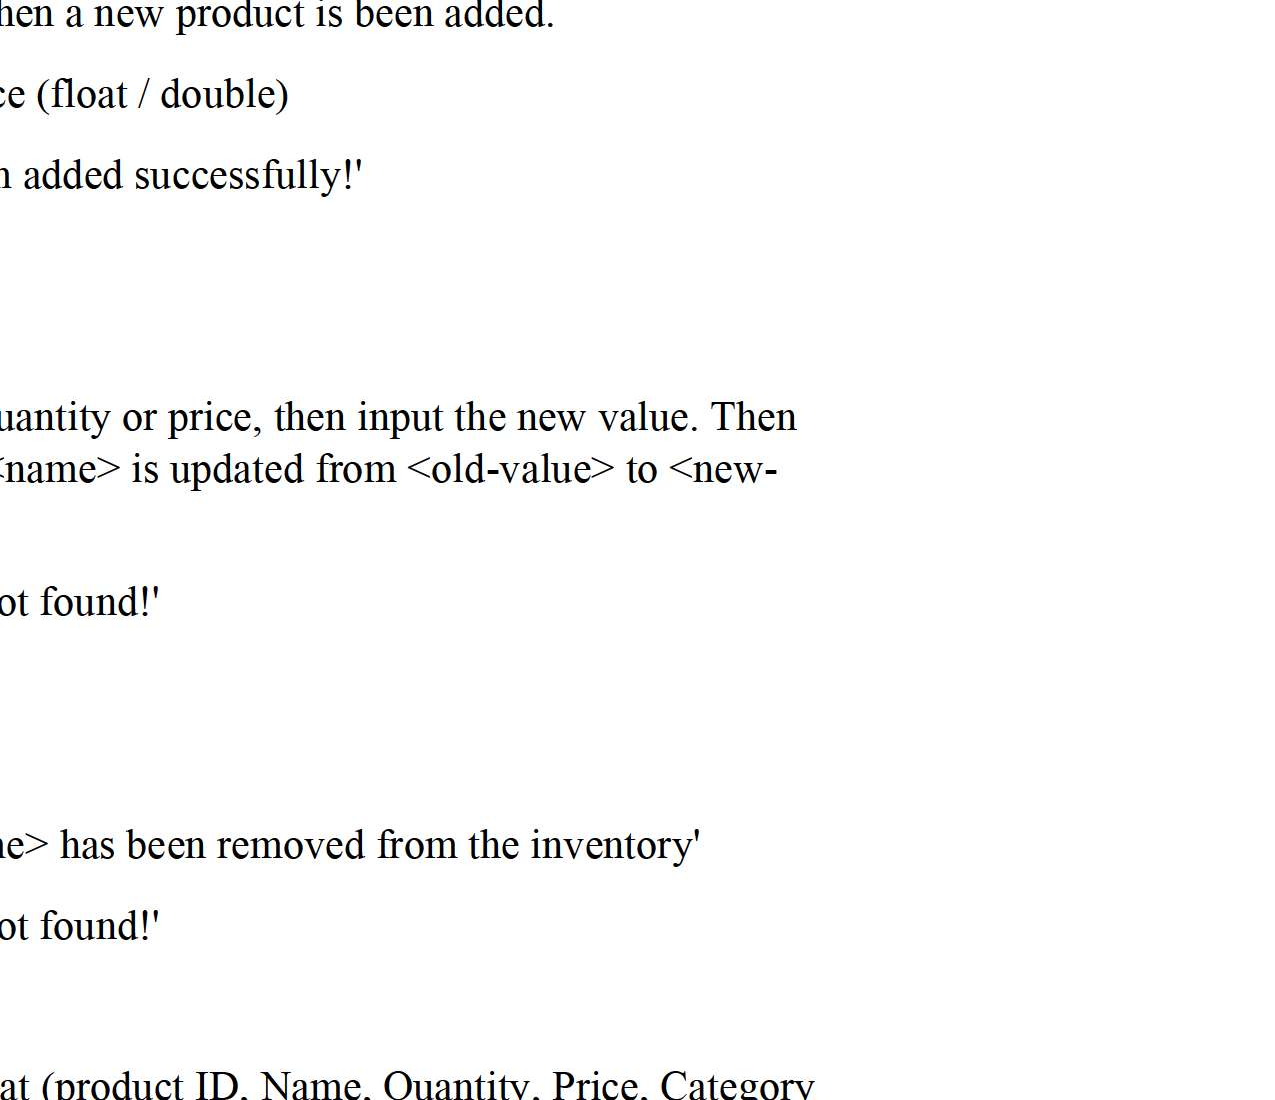 hen a new product is been added.
ce (float / double)
n added successfully!'
uantity or price, then input the new value. Then
<name> is updated from <old-value> to <new-
ot found!'
ne> has been removed from the inventory'
ot found!'
at (product ID, Name, Quantity, Price, Category